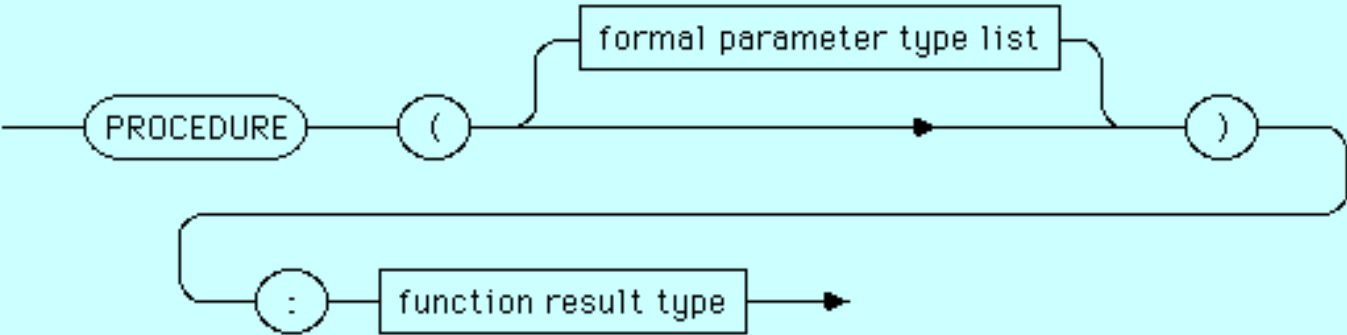 formal parameter type list
PROCEDURE ( )
: function result type